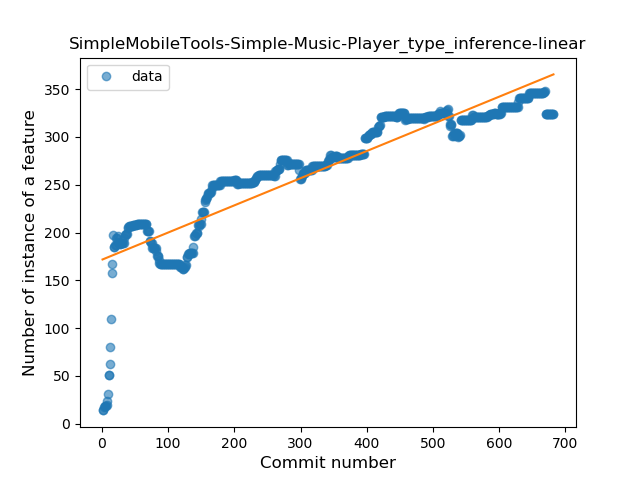 SimpleMobileTools-Simple-Music-Player_type_inference-linear
data
Number of instance of a feature
350
300
250
200
150
100
50
0
0 100 200 300 400 500 600 700
Commit number